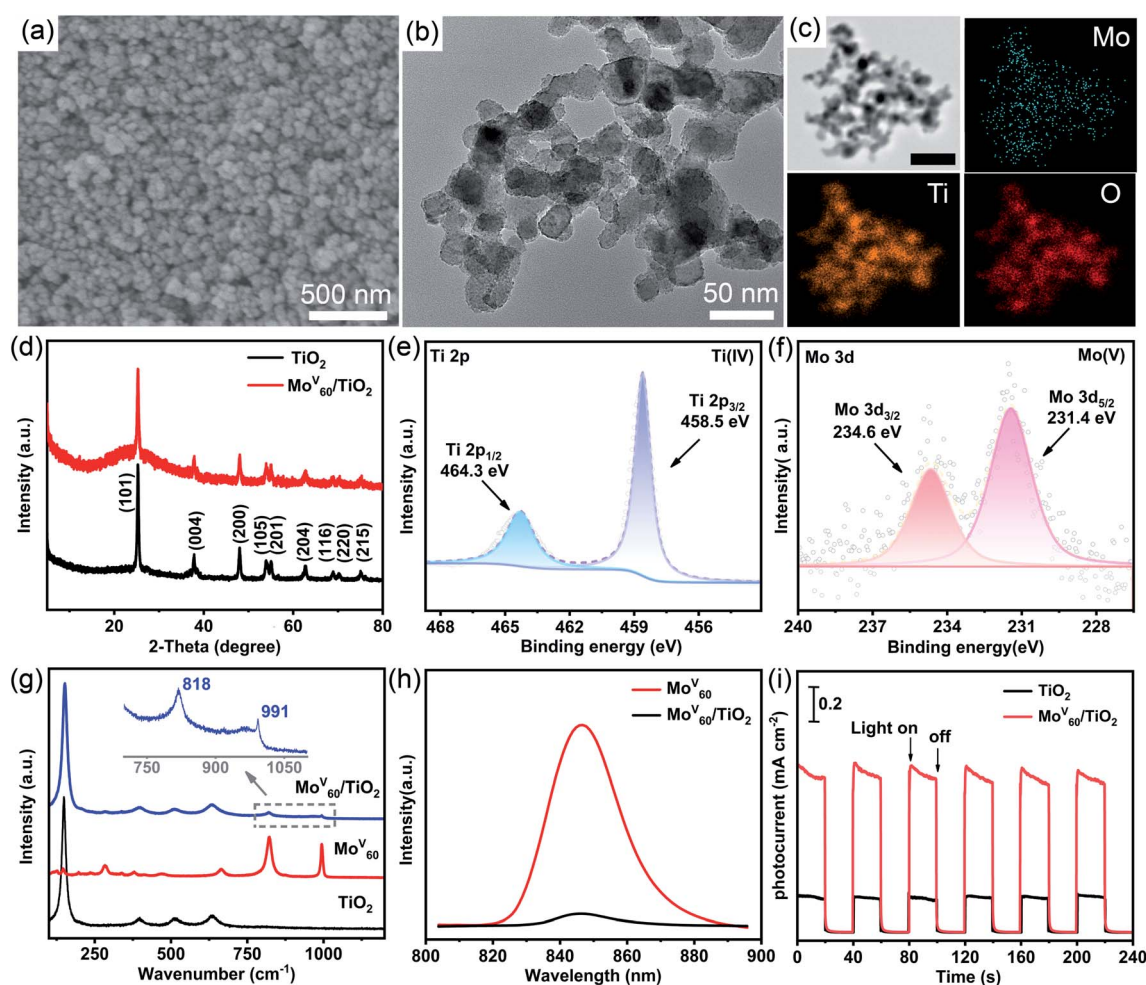 (a)
500 nm
(b)
50 nm
(c)
Mo
Ti
O
(d)
TiO₂
Moⱽ₆₀/TiO₂
(101)
(004)
(200)
(105)
(201)
(204)
(116)
(220)
(215)
Intensity (a.u.)
20 40 60 80
2-Theta (degree)
(e)
Ti 2p
Ti(IV)
Ti 2p₃/₂
458.5 eV
Ti 2p₁/₂
464.3 eV
Intensity (a.u.)
468 465 462 459 456
Binding energy (eV)
(f)
Mo 3d
Mo(V)
Mo 3d₃/₂
234.6 eV
Mo 3d₅/₂
231.4 eV
Intensity( a.u.)
240 237 234 231 228
Binding energy(eV)
(g)
818
991
750 900 1050
Moⱽ₆₀/TiO₂
Moⱽ₆₀
TiO₂
Intensity (a.u.)
250 500 750 1000
Wavenumber (cm⁻¹)
(h)
Moⱽ₆₀
Moⱽ₆₀/TiO₂
Intensity(a.u.)
800 820 840 860 880 900
Wavelength (nm)
(i)
0.2
TiO₂
Moⱽ₆₀/TiO₂
Light on
off
photocurrent (mA cm⁻²)
0 40 80 120 160 200 240
Time (s)